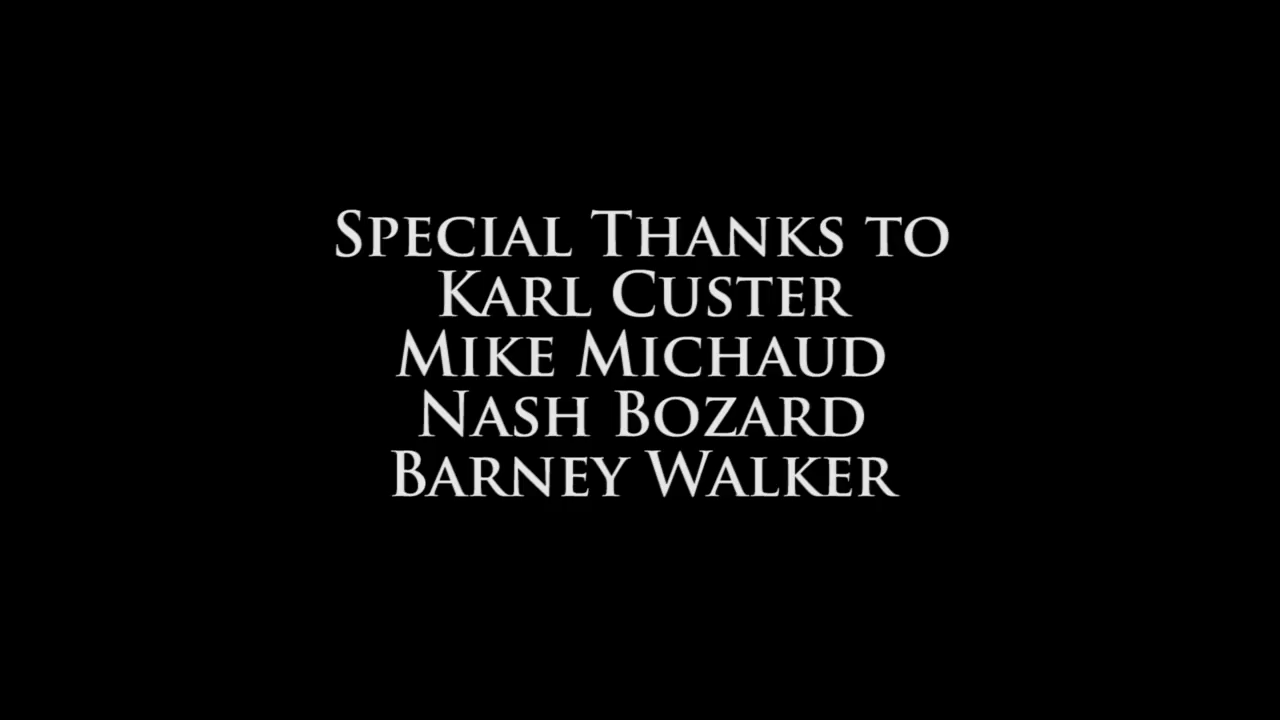 Special Thanks to
Karl Custer
Mike Michaud
Nash Bozard
Barney Walker